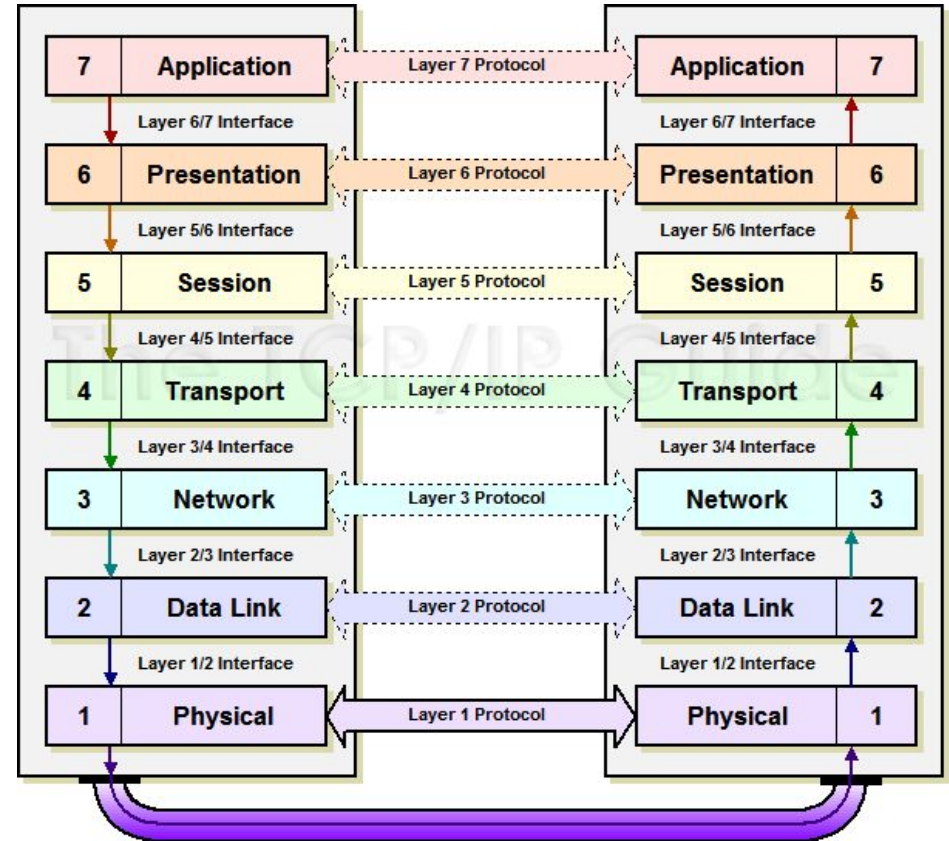 7 Application Layer 7 Protocol Application 7
Layer 6/7 Interface Layer 6/7 Interface
6 Presentation Layer 6 Protocol Presentation 6
Layer 5/6 Interface Layer 5/6 Interface
5 Session Layer 5 Protocol Session 5
The TCP/IP Guide
Layer 4/5 Interface Layer 4/5 Interface
4 Transport Layer 4 Protocol Transport 4
Layer 3/4 Interface Layer 3/4 Interface
3 Network Layer 3 Protocol Network 3
Layer 2/3 Interface Layer 2/3 Interface
2 Data Link Layer 2 Protocol Data Link 2
Layer 1/2 Interface Layer 1/2 Interface
1 Physical Layer 1 Protocol Physical 1